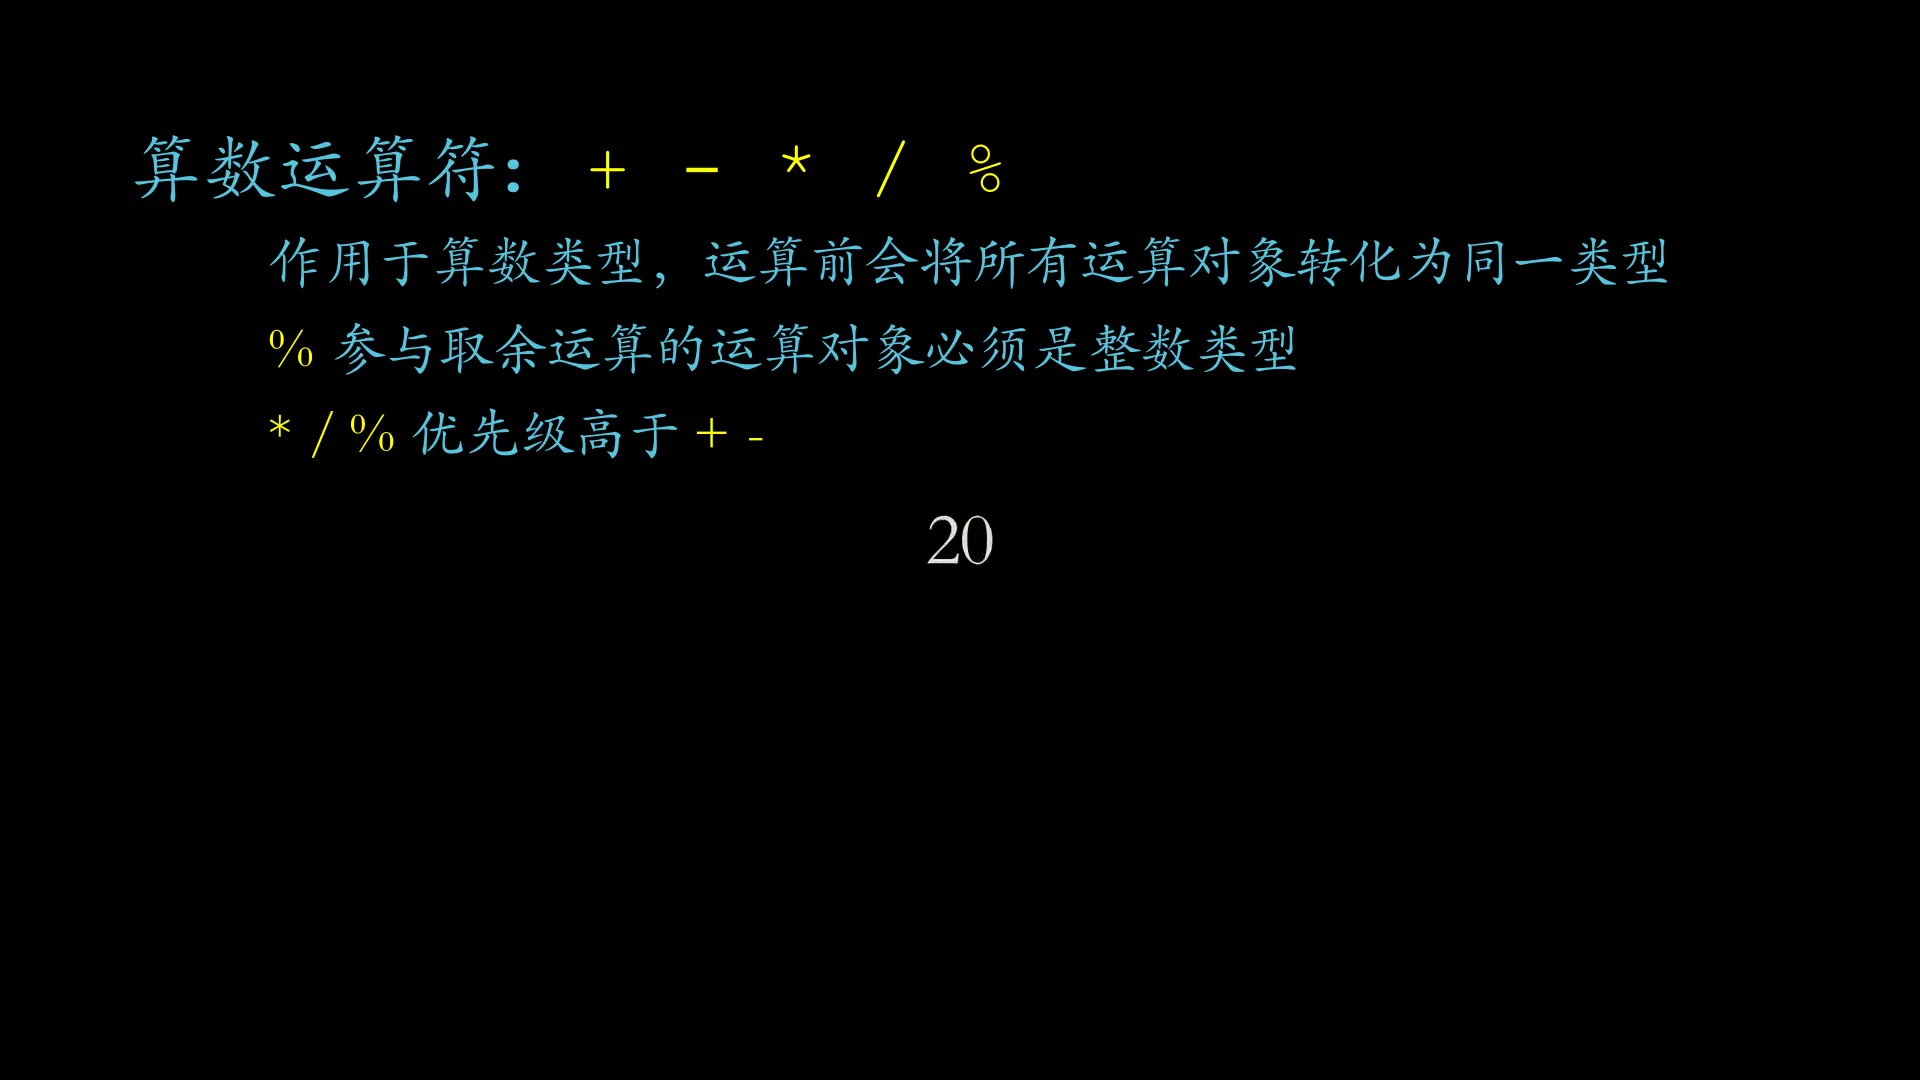 算数运算符： + - * / %
作用于算数类型，运算前会将所有运算对象转化为同一类型
% 参与取余运算的运算对象必须是整数类型
* / % 优先级高于 + -
20